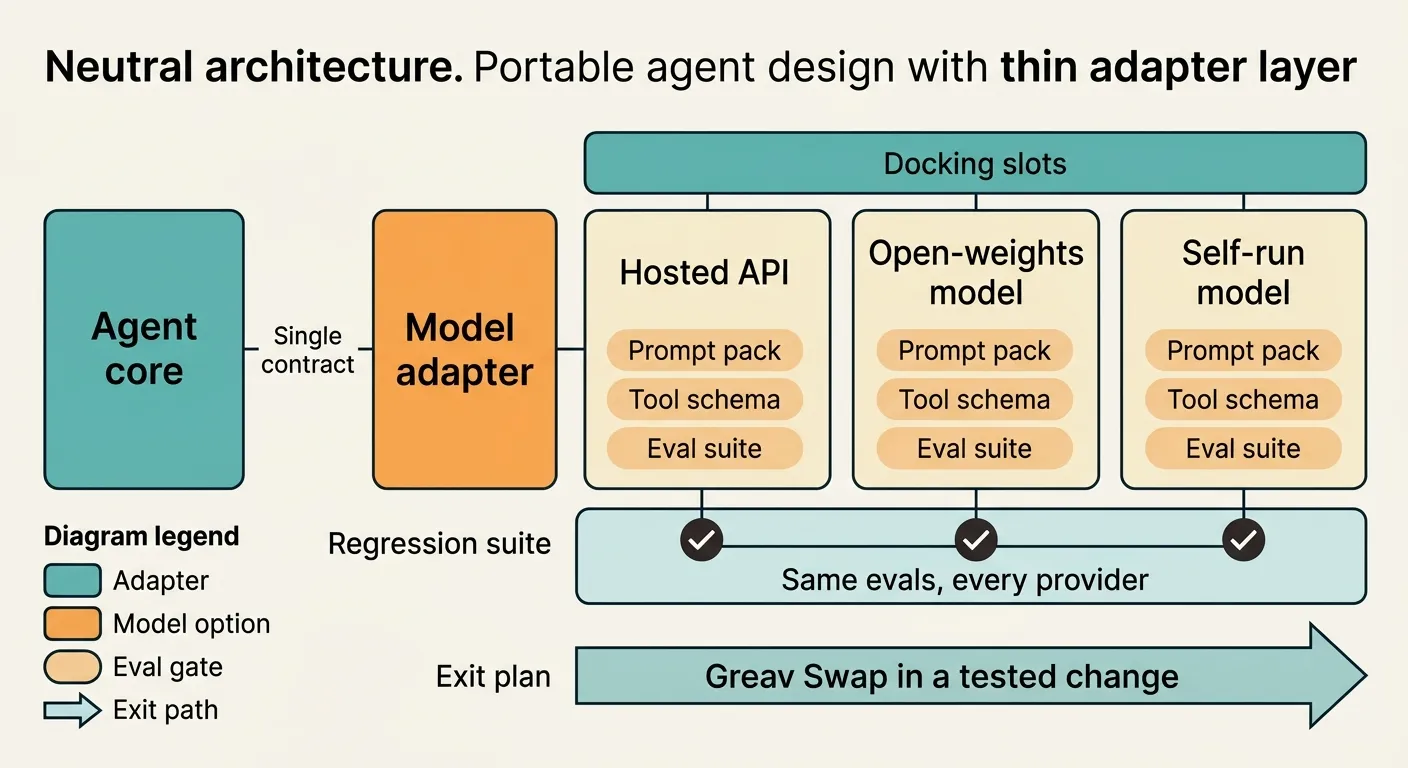 Neutral architecture. Portable agent design with thin adapter layer
Docking slots
Agent
core
Single
contract
Model
adapter
Hosted API
Prompt pack
Tool schema
Eval suite
Open-weights
model
Prompt pack
Tool schema
Eval suite
Self-run
model
Prompt pack
Tool schema
Eval suite
Regression suite
Same evals, every provider
Exit plan
Greav Swap in a tested change
Diagram legend
Adapter
Model option
Eval gate
Exit path